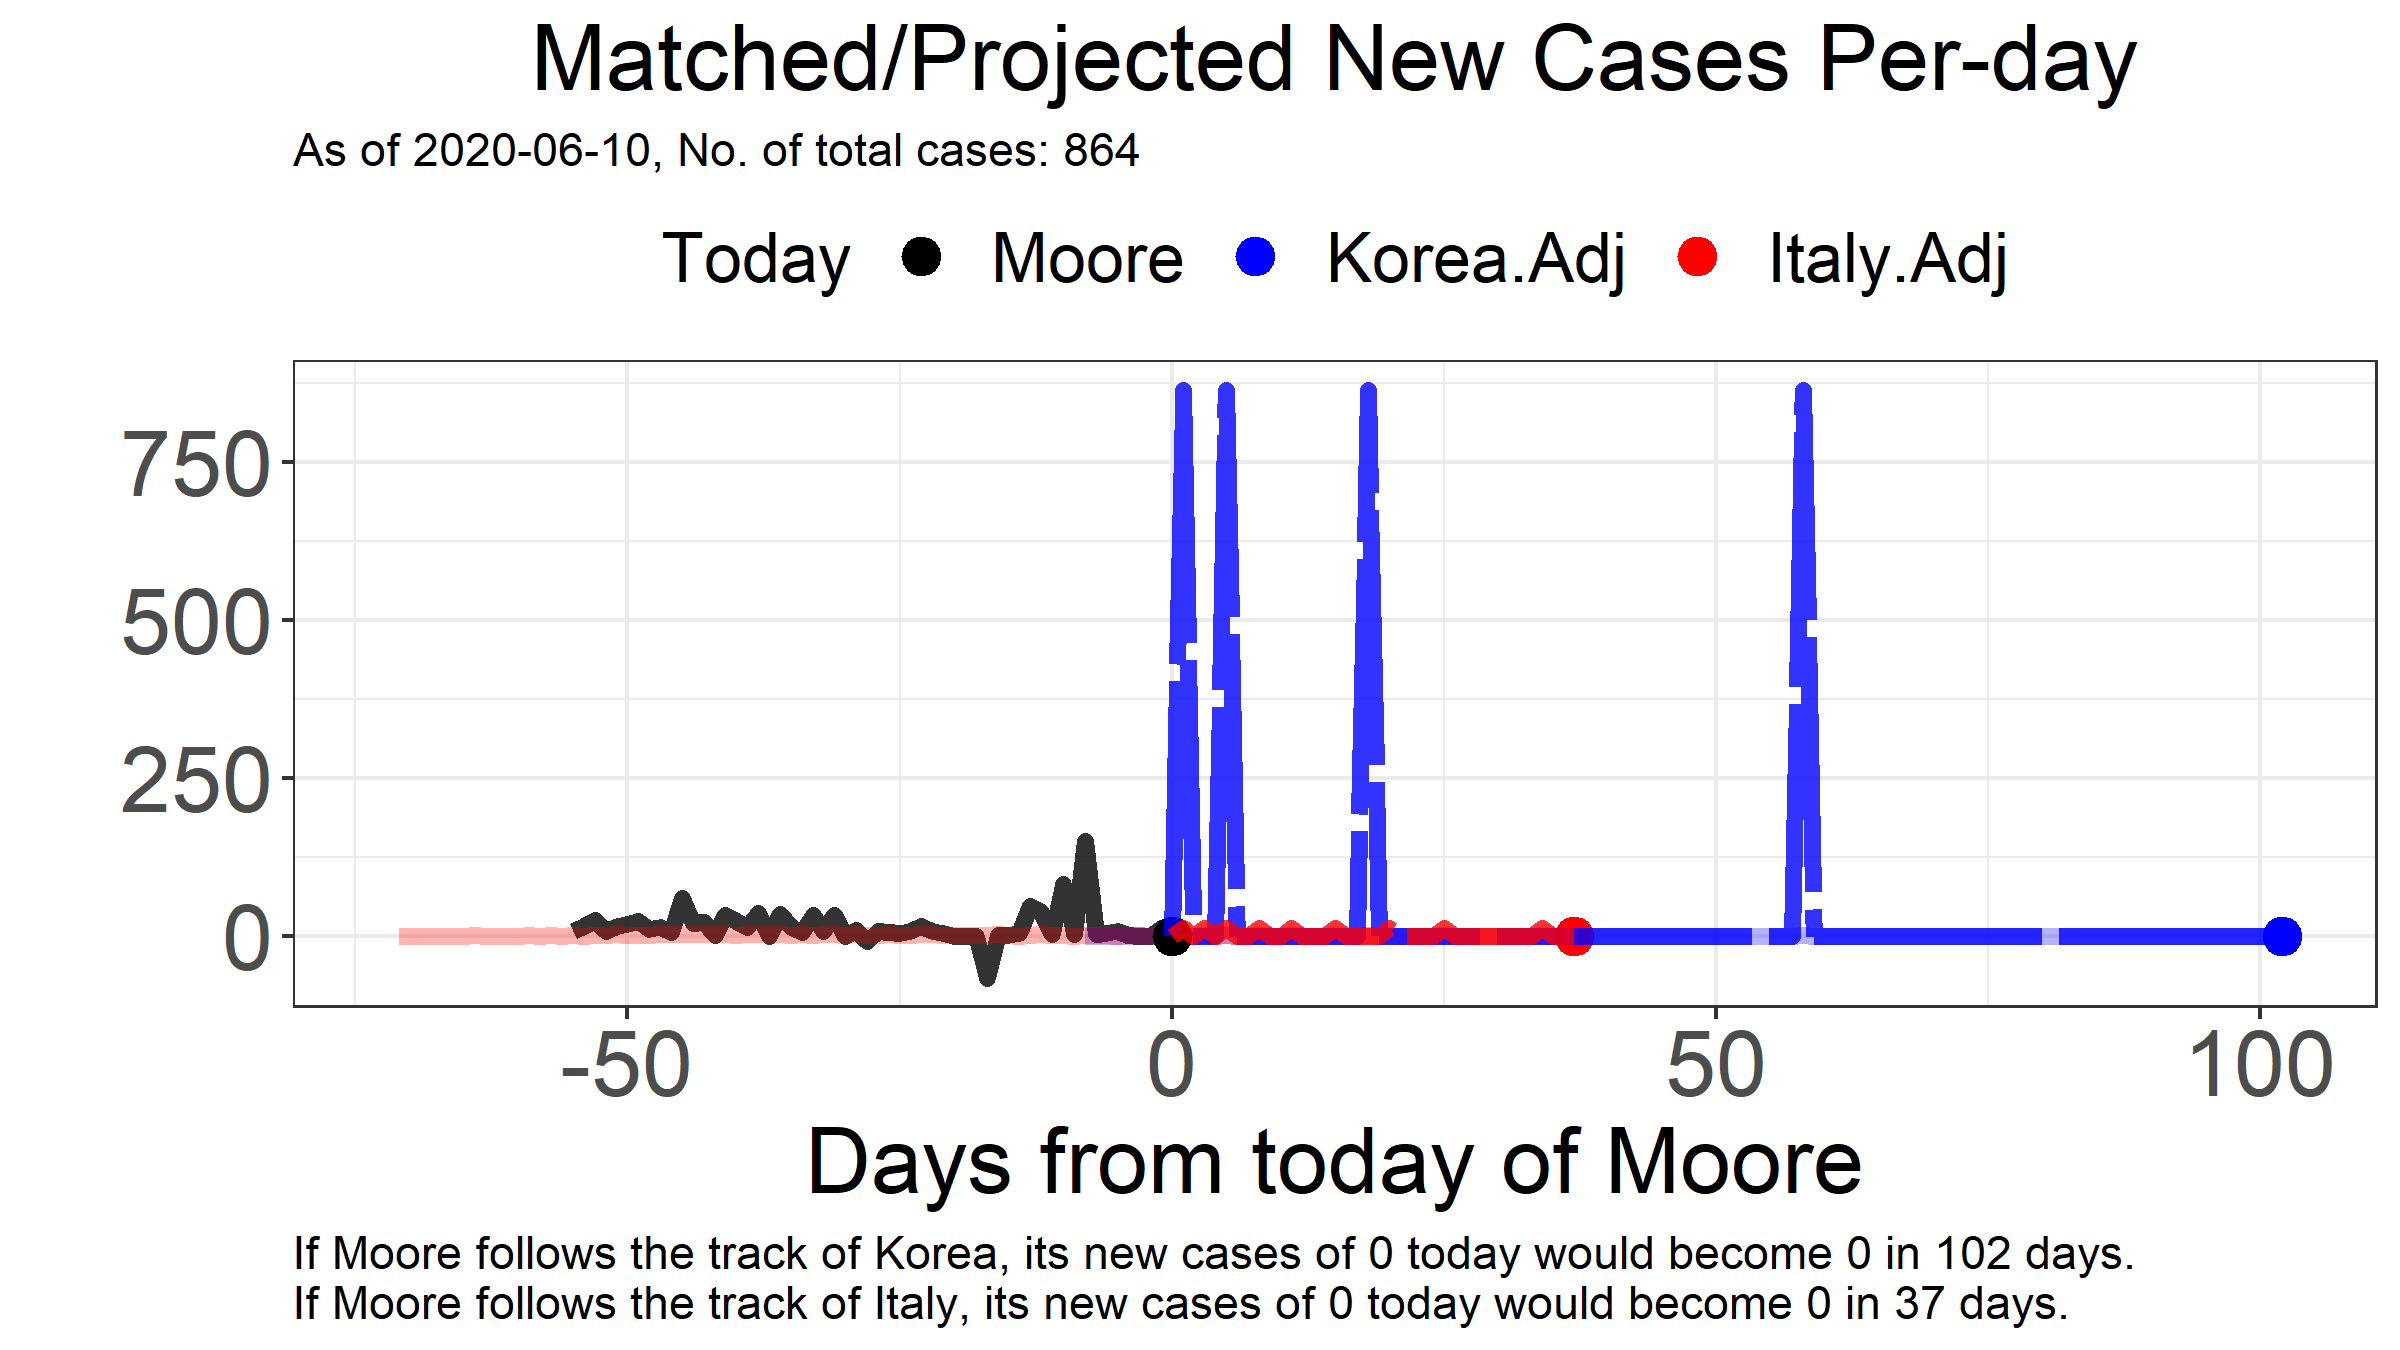 Matched/Projected New Cases Per-day
As of 2020-06-10, No. of total cases: 864
Today Moore Korea.Adj Italy.Adj
750
500
250
0
-50 0 50 100
Days from today of Moore
If Moore follows the track of Korea, its new cases of 0 today would become 0 in 102 days.
If Moore follows the track of Italy, its new cases of 0 today would become 0 in 37 days.